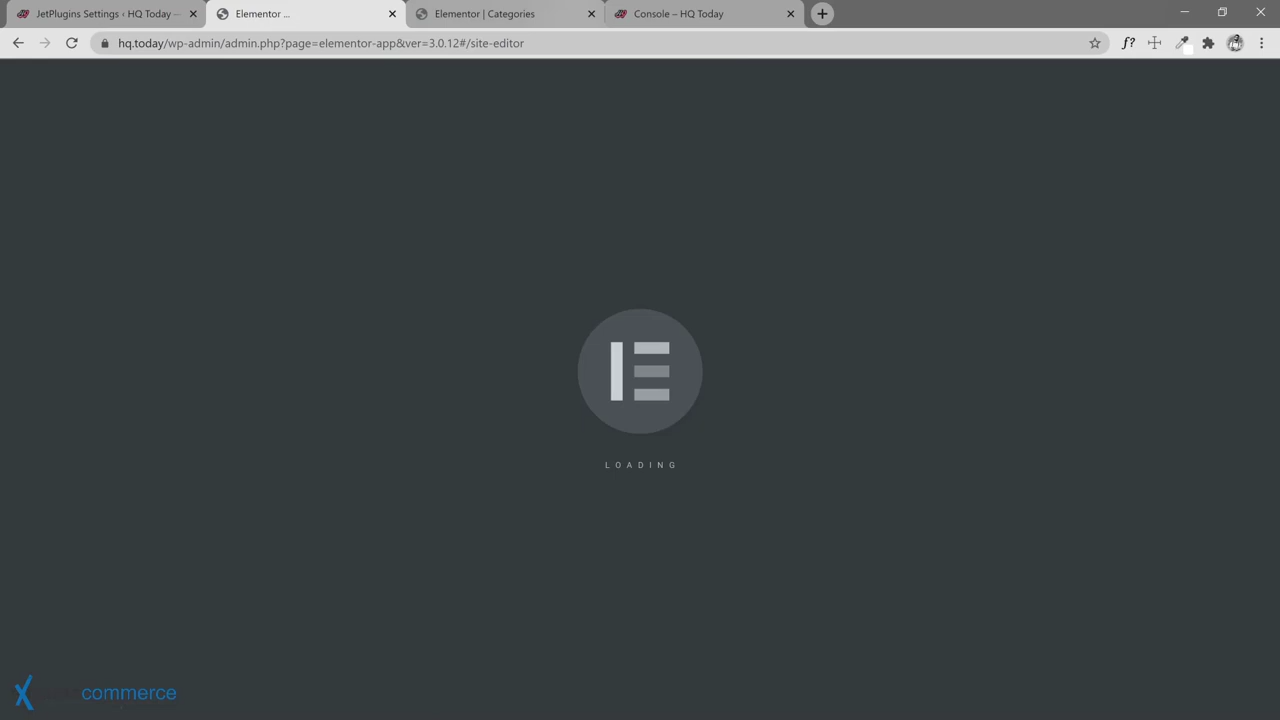 JetPlugins Settings ‹ HQ Today —
Elementor ...
Elementor | Categories
Console – HQ Today
hq.today/wp-admin/admin.php?page=elementor-app&ver=3.0.12#/site-editor
f?
LOADING
commerce